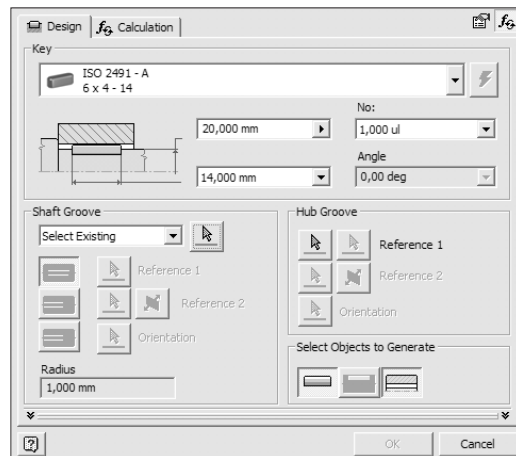 Design
Calculation
Key
ISO 2491 - A
6 x 4 - 14
No:
20,000 mm
1,000 ul
Angle
14,000 mm
0,00 deg
Shaft Groove
Select Existing
Reference 1
Reference 2
Orientation
Radius
1,000 mm
Hub Groove
Reference 1
Reference 2
Orientation
Select Objects to Generate
OK
Cancel